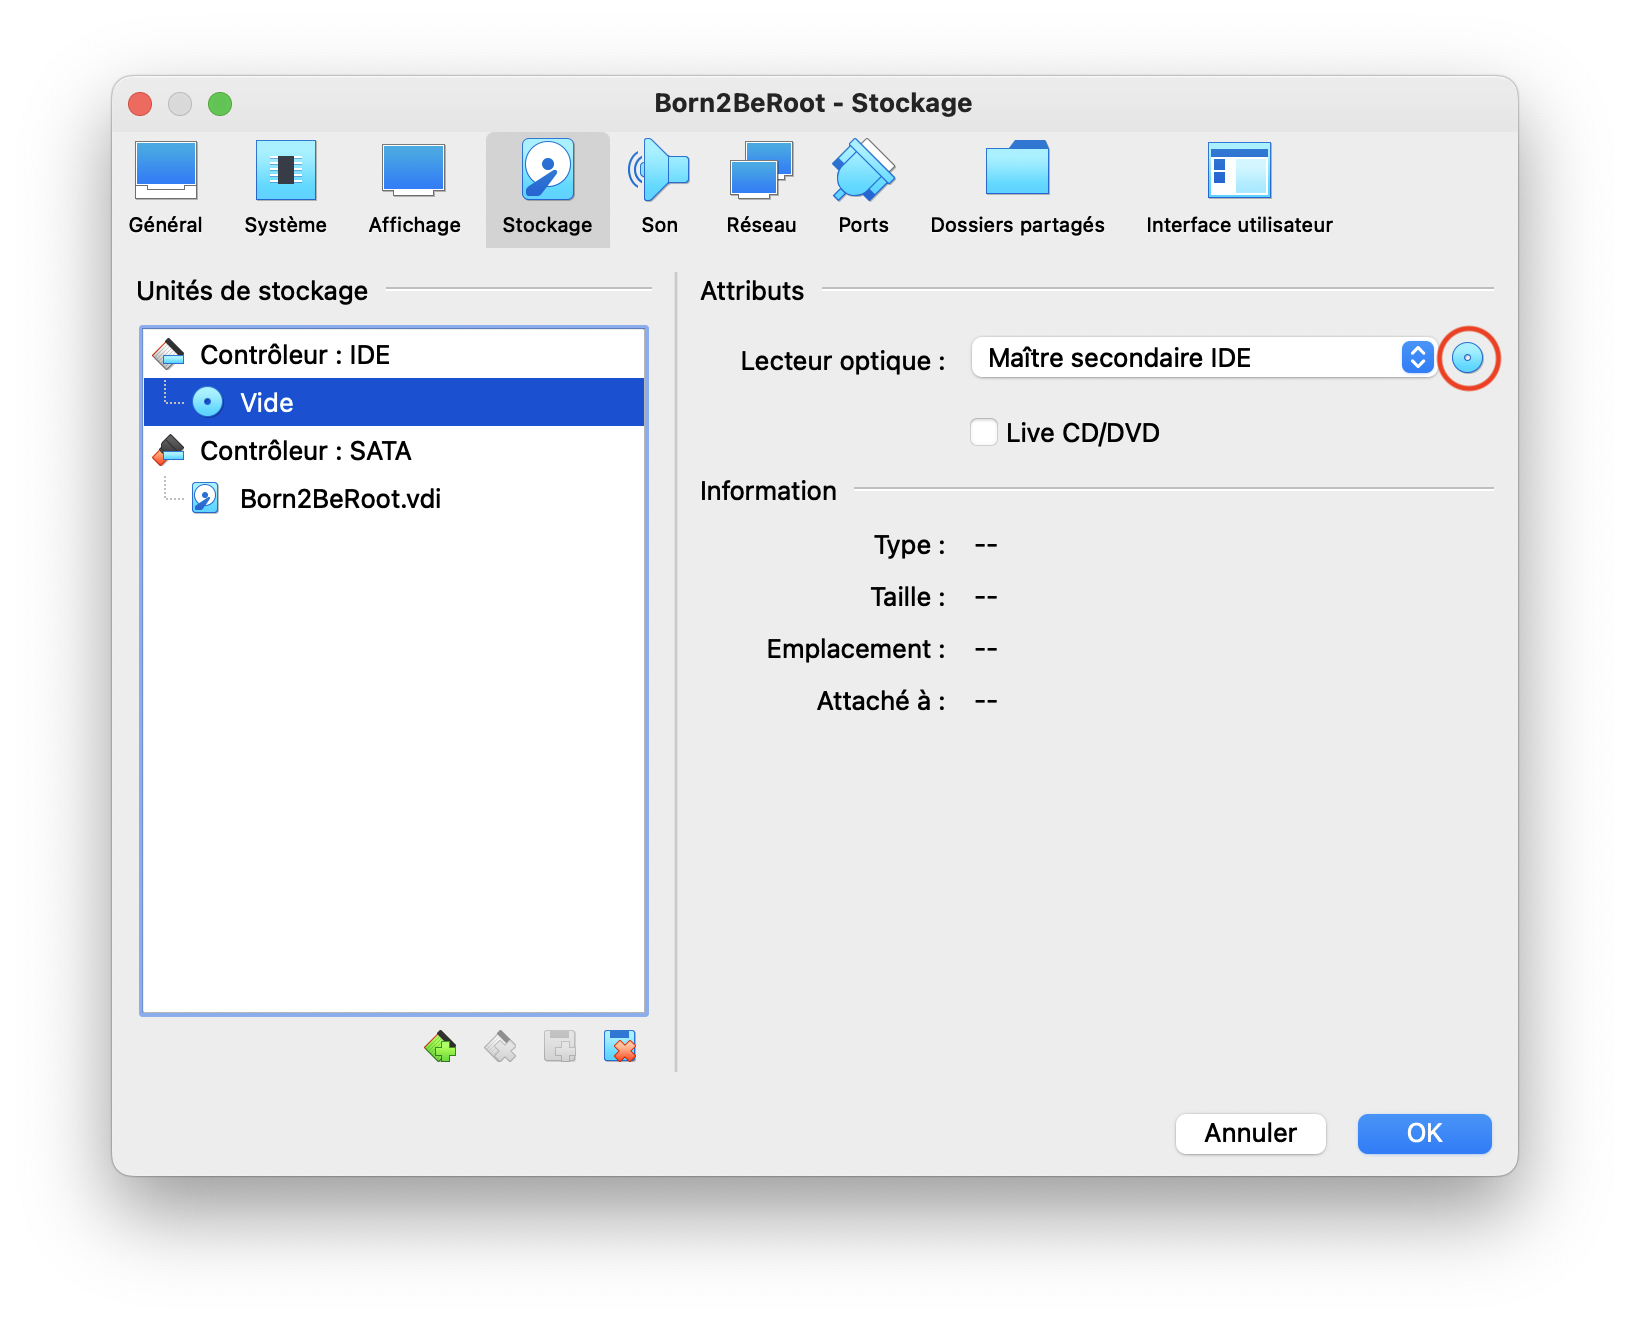 Born2BeRoot - Stockage
Général Système Affichage Stockage Son Réseau Ports Dossiers partagés Interface utilisateur
Unités de stockage
Contrôleur : IDE
Vide
Contrôleur : SATA
Born2BeRoot.vdi
Attributs
Lecteur optique : Maître secondaire IDE
Live CD/DVD
Information
Type : --
Taille : --
Emplacement : --
Attaché à : --
Annuler OK